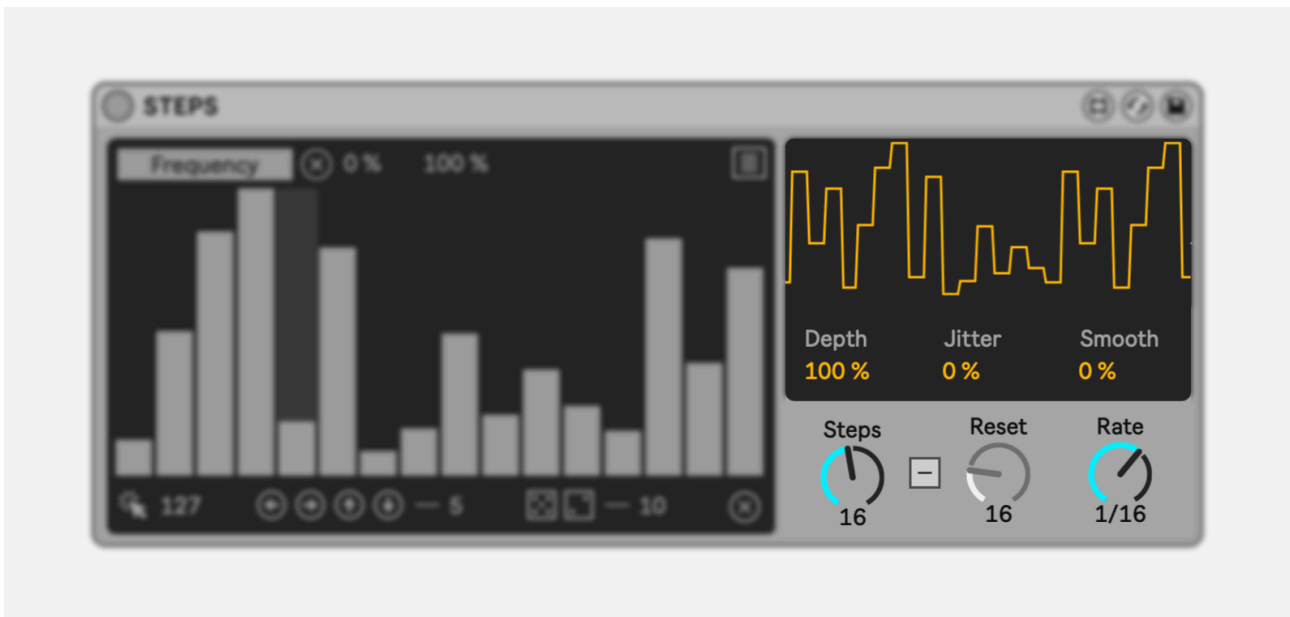 STEPS
Frequency 0 % 100 %
Depth Jitter Smooth
100 % 0 % 0 %
Steps Reset Rate
16 16 1/16
127 5 10